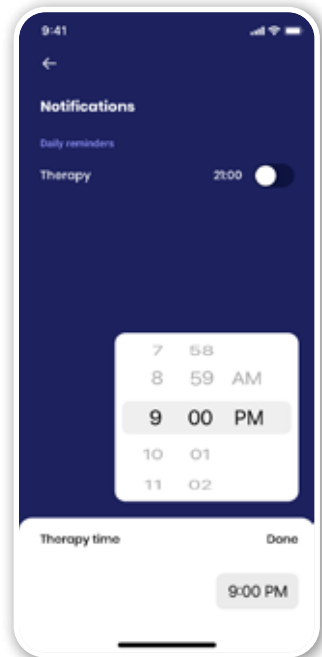 9:41
Notifications
Daily reminders
Therapy 21:00
7 58
8 59 AM
9 00 PM
10 01
11 02
Therapy time Done
9:00 PM